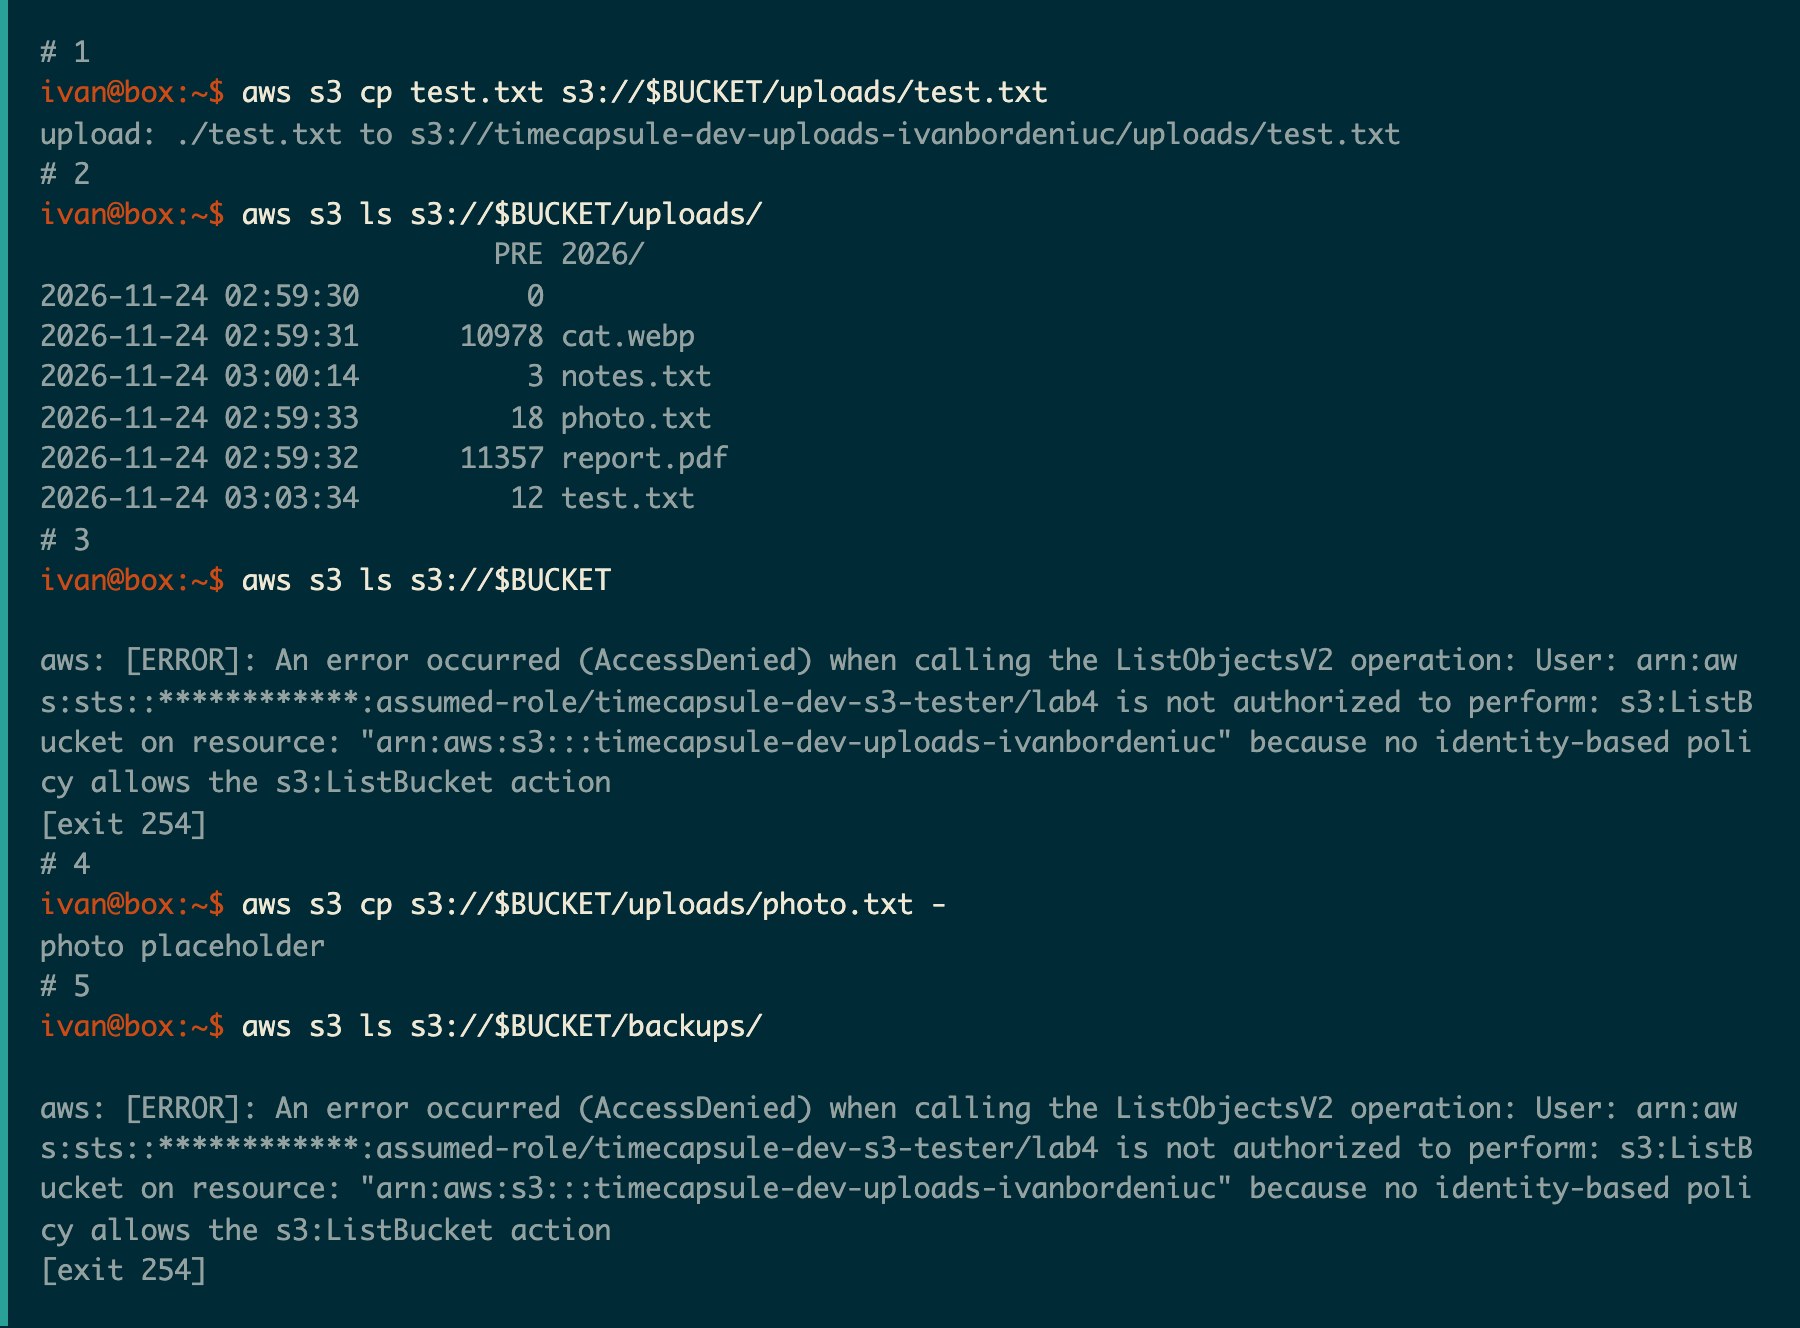 # 1
ivan@box:~$ aws s3 cp test.txt s3://$BUCKET/uploads/test.txt
upload: ./test.txt to s3://timecapsule-dev-uploads-ivanbordeniuc/uploads/test.txt
# 2
ivan@box:~$ aws s3 ls s3://$BUCKET/uploads/
                           PRE 2026/
2026-11-24 02:59:30          0
2026-11-24 02:59:31      10978 cat.webp
2026-11-24 03:00:14          3 notes.txt
2026-11-24 02:59:33         18 photo.txt
2026-11-24 02:59:32      11357 report.pdf
2026-11-24 03:03:34         12 test.txt
# 3
ivan@box:~$ aws s3 ls s3://$BUCKET

aws: [ERROR]: An error occurred (AccessDenied) when calling the ListObjectsV2 operation: User: arn:aw
s:sts::************:assumed-role/timecapsule-dev-s3-tester/lab4 is not authorized to perform: s3:ListB
ucket on resource: "arn:aws:s3:::timecapsule-dev-uploads-ivanbordeniuc" because no identity-based poli
cy allows the s3:ListBucket action
[exit 254]
# 4
ivan@box:~$ aws s3 cp s3://$BUCKET/uploads/photo.txt -
photo placeholder
# 5
ivan@box:~$ aws s3 ls s3://$BUCKET/backups/

aws: [ERROR]: An error occurred (AccessDenied) when calling the ListObjectsV2 operation: User: arn:aw
s:sts::************:assumed-role/timecapsule-dev-s3-tester/lab4 is not authorized to perform: s3:ListB
ucket on resource: "arn:aws:s3:::timecapsule-dev-uploads-ivanbordeniuc" because no identity-based poli
cy allows the s3:ListBucket action
[exit 254]